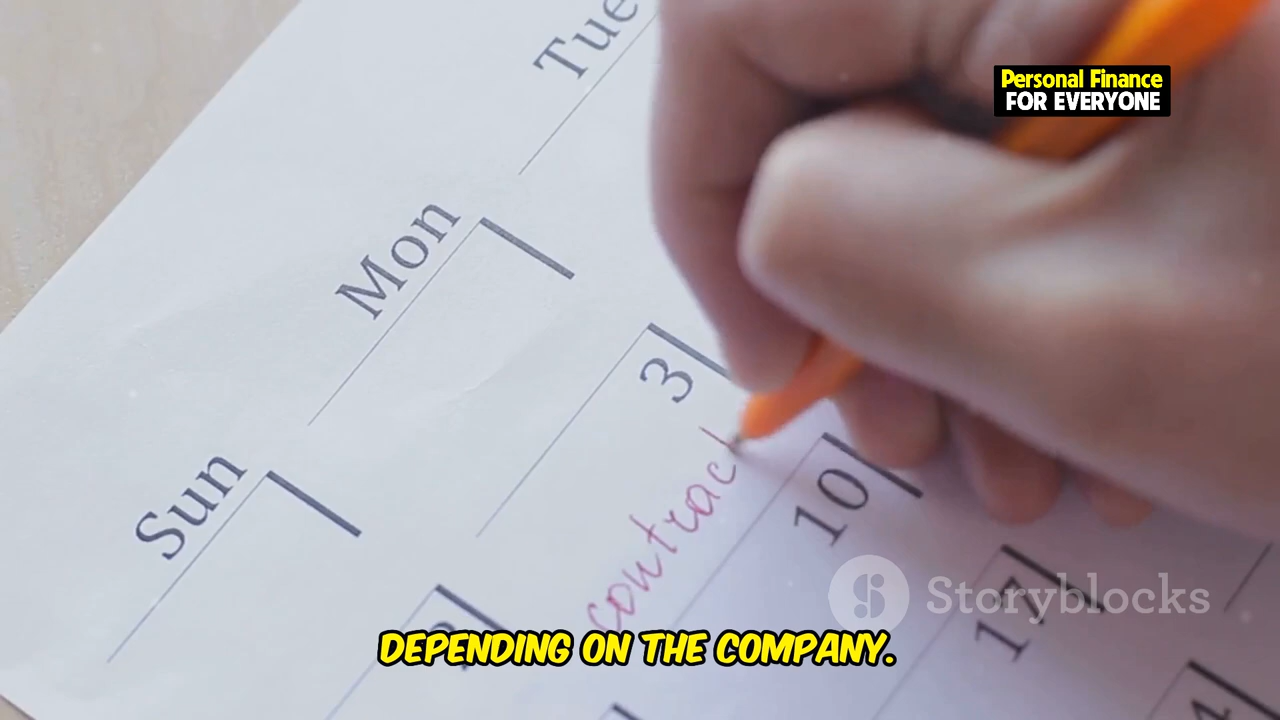 Personal Finance
FOR EVERYONE
Tue
Mon
Sun
3
contract
10
17
Storyblocks
DEPENDING ON THE COMPANY.